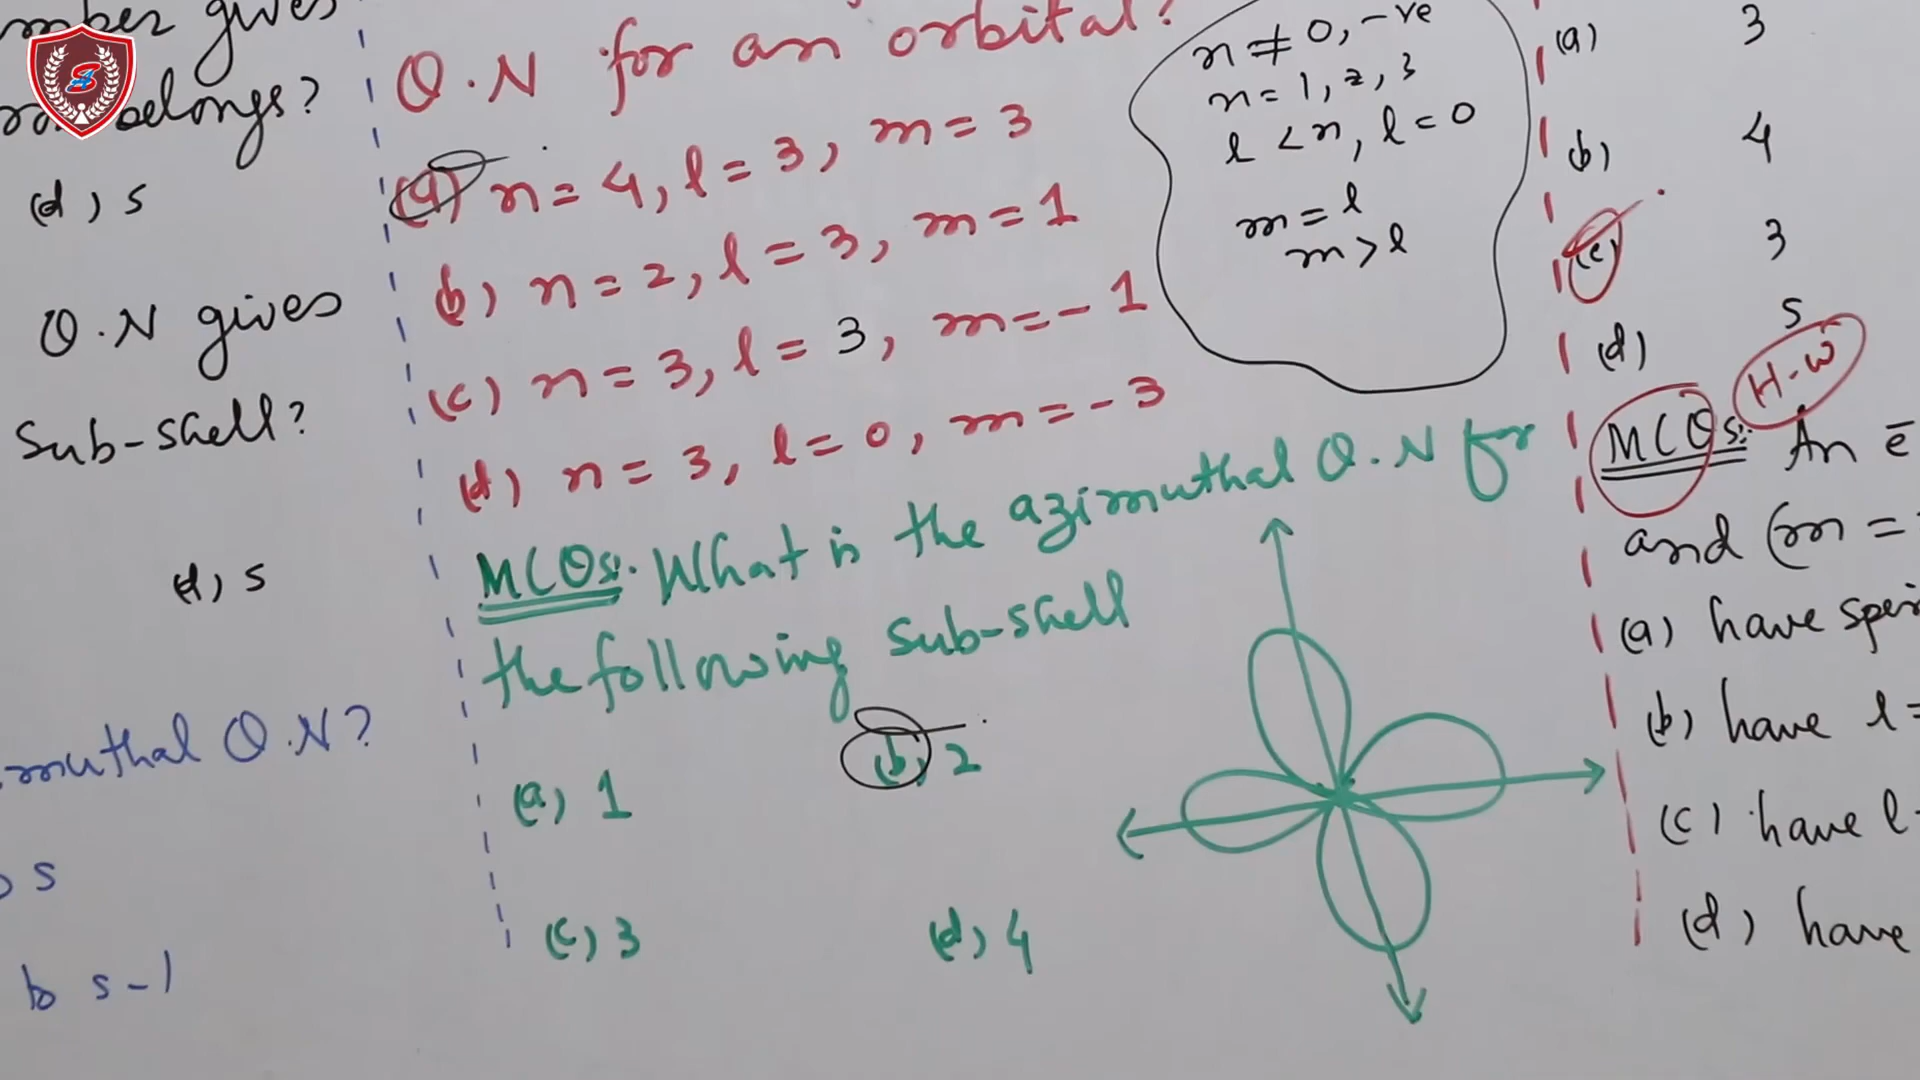 mber gives
belongs?
(d) s
Q.N gives
Sub-shell?
(d) s
muthal Q.N?
s
b s-1
Q.N for an orbital?
(a) n = 4, l = 3, m = 3
(b) n = 2, l = 3, m = 1
(c) n = 3, l = 3, m = -1
(d) n = 3, l = 0, m = -3
MCQs: What is the azimuthal Q.N for
the following sub-shell
(a) 1
(b) 2
(c) 3
(d) 4
n ≠ 0, -ve
n = 1, 2, 3
l < n, l = 0
m = l
m > l
(a) 3
(b) 4
(c) 3
(d) s
H-W
MCQs: An ē
and (m =
(a) have spin
(b) have l =
(c) have l
(d) have